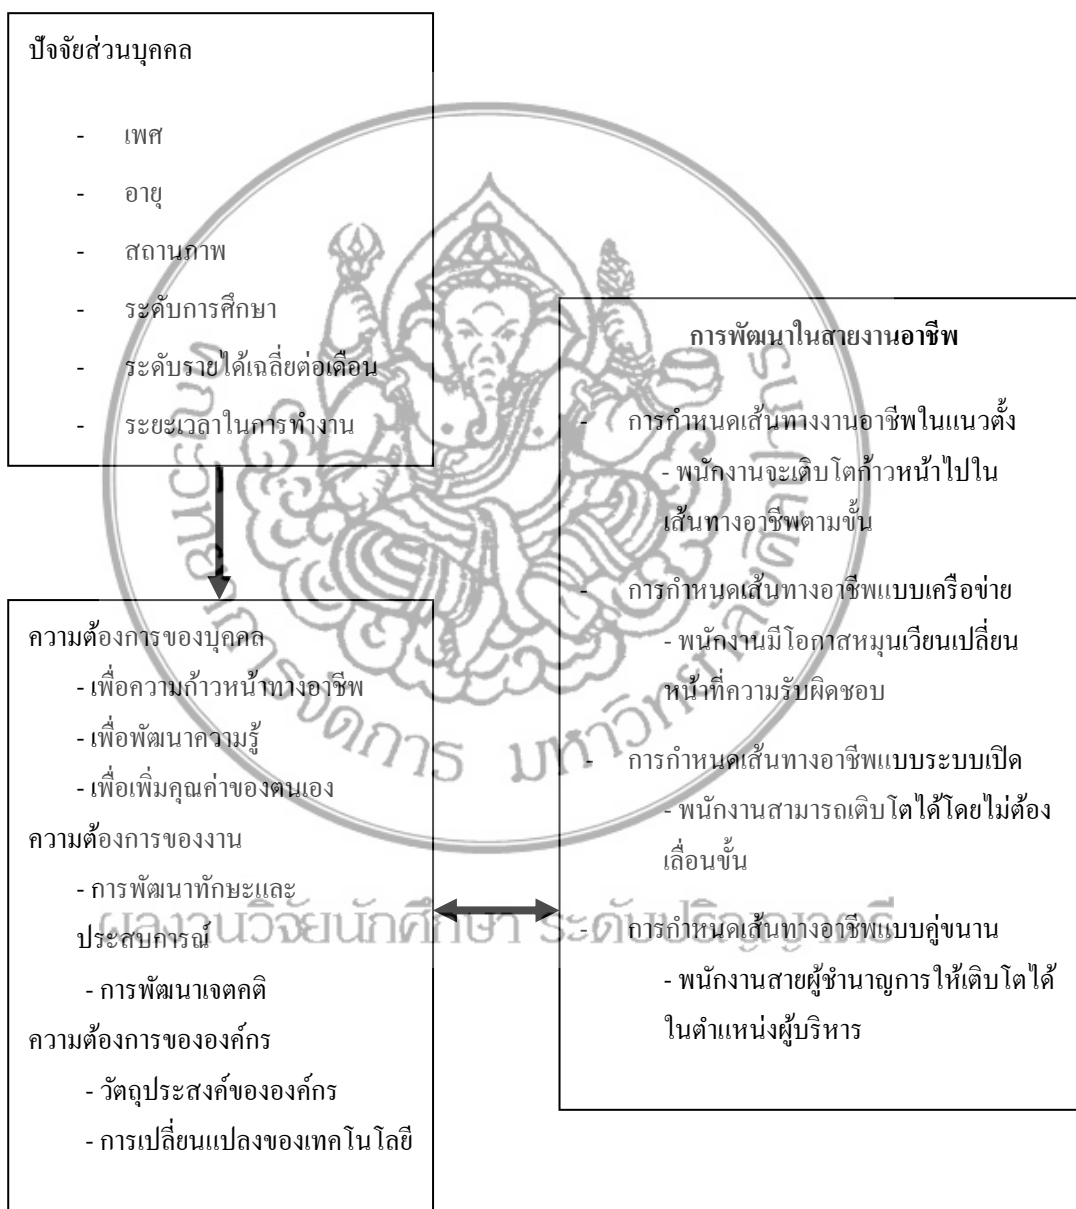 ปัจจัยส่วนบุคคล
- เพศ
- อายุ
- สถานภาพ
- ระดับการศึกษา
- ระดับรายได้เฉลี่ยต่อเดือน
- ระยะเวลาในการทำงาน
ความต้องการของบุคคล
- เพื่อความก้าวหน้าทางอาชีพ
- เพื่อพัฒนาความรู้
- เพื่อเพิ่มคุณค่าของตนเอง
ความต้องการของงาน
- การพัฒนาทักษะและ
ประสบการณ์
- การพัฒนาเจตคติ
ความต้องการขององค์กร
- วัตถุประสงค์ขององค์กร
- การเปลี่ยนแปลงของเทคโนโลยี
การพัฒนาในสายงานอาชีพ
- การกำหนดเส้นทางงานอาชีพในแนวตั้ง
- พนักงานจะเติบโตก้าวหน้าไปใน
เส้นทางอาชีพตามขั้น
- การกำหนดเส้นทางอาชีพแบบเครือข่าย
- พนักงานมีโอกาสหมุนเวียนเปลี่ยน
หน้าที่ความรับผิดชอบ
- การกำหนดเส้นทางอาชีพแบบระบบเปิด
- พนักงานสามารถเติบโตได้โดยไม่ต้อง
เลื่อนขั้น
- การกำหนดเส้นทางอาชีพแบบคู่ขนาน
- พนักงานสายผู้ชำนาญการให้เติบโตได้
ในตำแหน่งผู้บริหาร
ผลงานวิจัยนักศึกษา ระดับปริญญาตรี